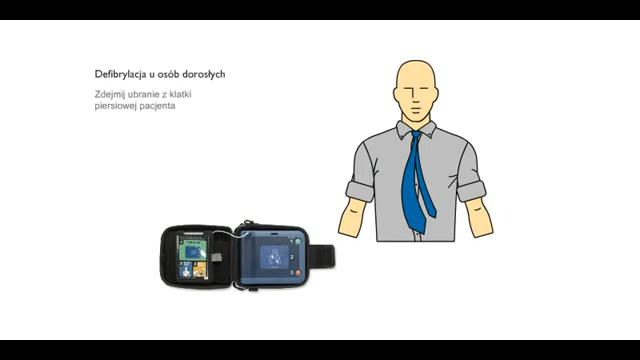 Defibrylacja u osób dorosłych
Zdejmij ubranie z klatki
piersiowej pacjenta